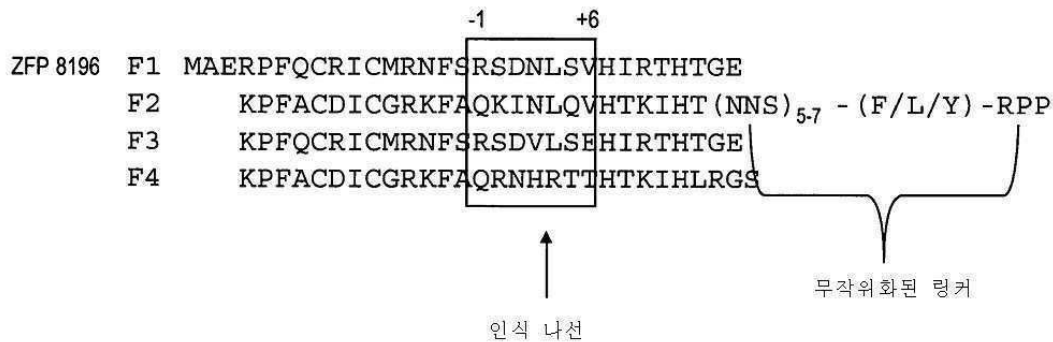 -1 +6
ZFP 8196 F1 MAERPFQCRICMRNFSRSDNLSVHIRTHTGE
F2 KPFACDICGRKFAQKINLQVHTKIHT(NNS)5-7 -(F/L/Y)-RPP
F3 KPFQCRICMRNFSRSDVLSEHIRTHTGE
F4 KPFACDICGRKFAQRNHRTTHTKIHLRGS
무작위화된 링커
인식 나선